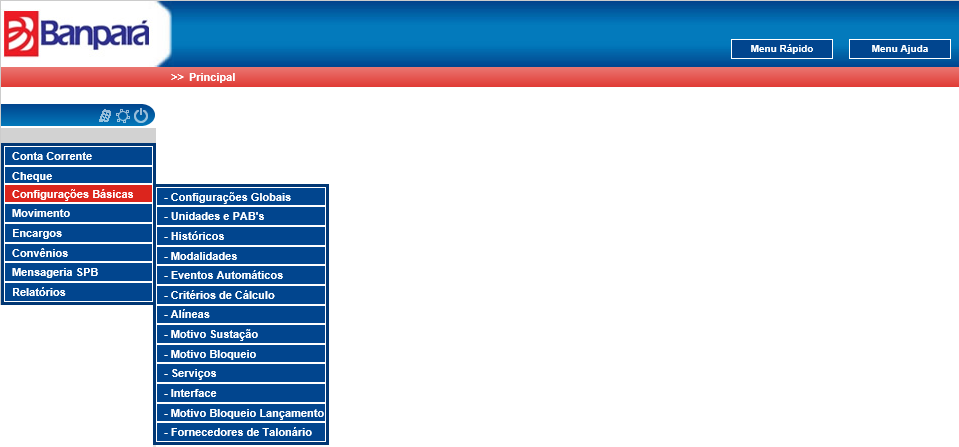 Banpará
Menu Rápido
Menu Ajuda
>> Principal
Conta Corrente
Cheque
Configurações Básicas
Movimento
Encargos
Convênios
Mensageria SPB
Relatórios
- Configurações Globais
- Unidades e PAB's
- Históricos
- Modalidades
- Eventos Automáticos
- Critérios de Cálculo
- Alíneas
- Motivo Sustação
- Motivo Bloqueio
- Serviços
- Interface
- Motivo Bloqueio Lançamento
- Fornecedores de Talonário